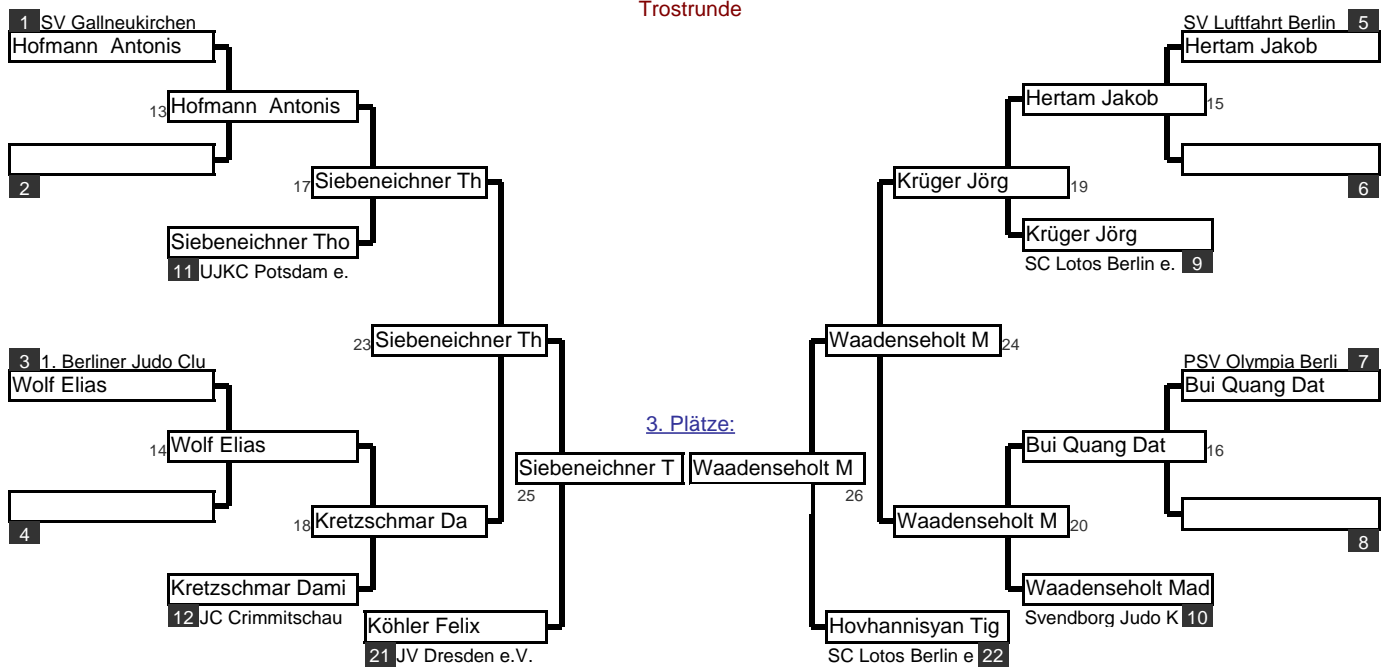 Trostrunde
1 SV Gallneukirchen
SV Luftfahrt Berlin 5
Hofmann Antonis
Hertam Jakob
13 Hofmann Antonis
Hertam Jakob 15
2
6
17 Siebeneichner Th
Krüger Jörg 19
Siebeneichner Tho
Krüger Jörg
11 UJKC Potsdam e.
SC Lotos Berlin e. 9
23 Siebeneichner Th
Waadenseholt M 24
3 1. Berliner Judo Clu
PSV Olympia Berli 7
Wolf Elias
Bui Quang Dat
3. Plätze:
14 Wolf Elias
Bui Quang Dat 16
Siebeneichner T
Waadenseholt M
25
26
4
8
18 Kretzschmar Da
Waadenseholt M 20
Kretzschmar Dami
Waadenseholt Mad
12 JC Crimmitschau
Svendborg Judo K 10
Köhler Felix
Hovhannisyan Tig
21 JV Dresden e.V.
SC Lotos Berlin e 22